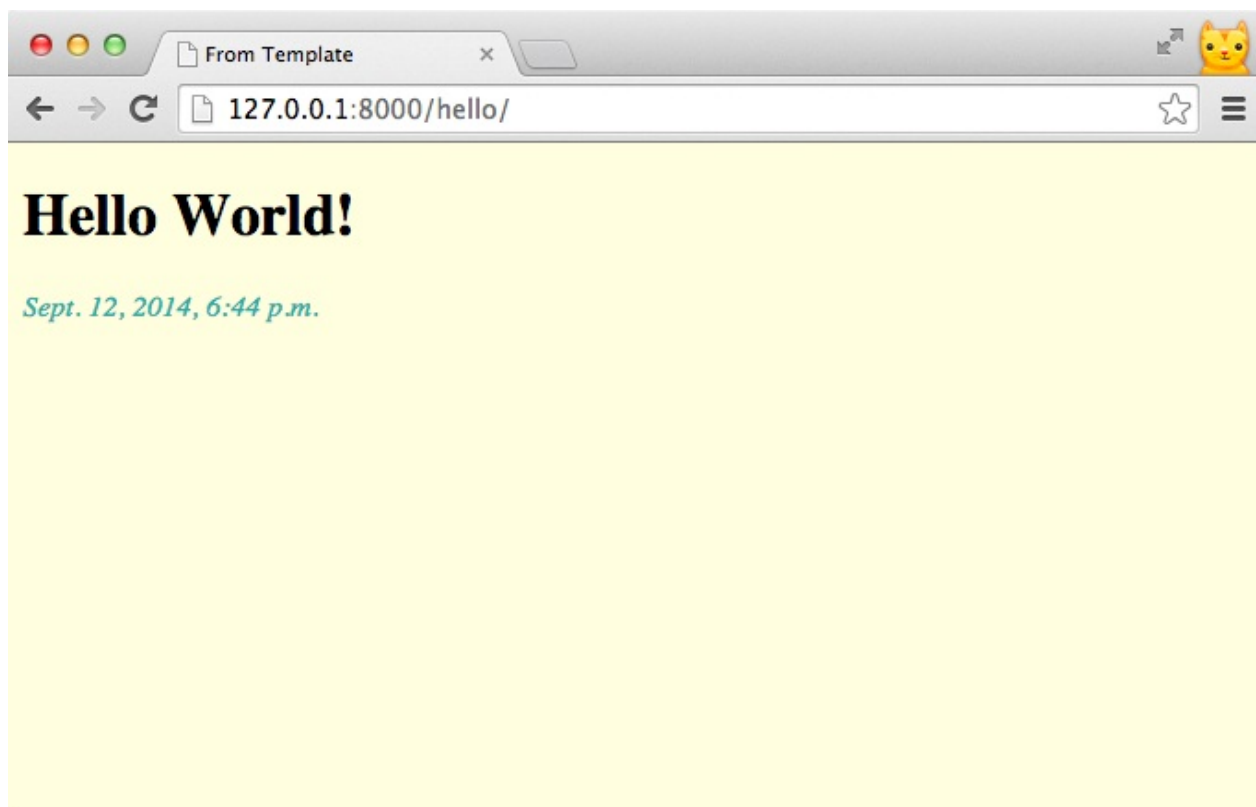 From Template
127.0.0.1:8000/hello/
Hello World!
Sept. 12, 2014, 6:44 p.m.